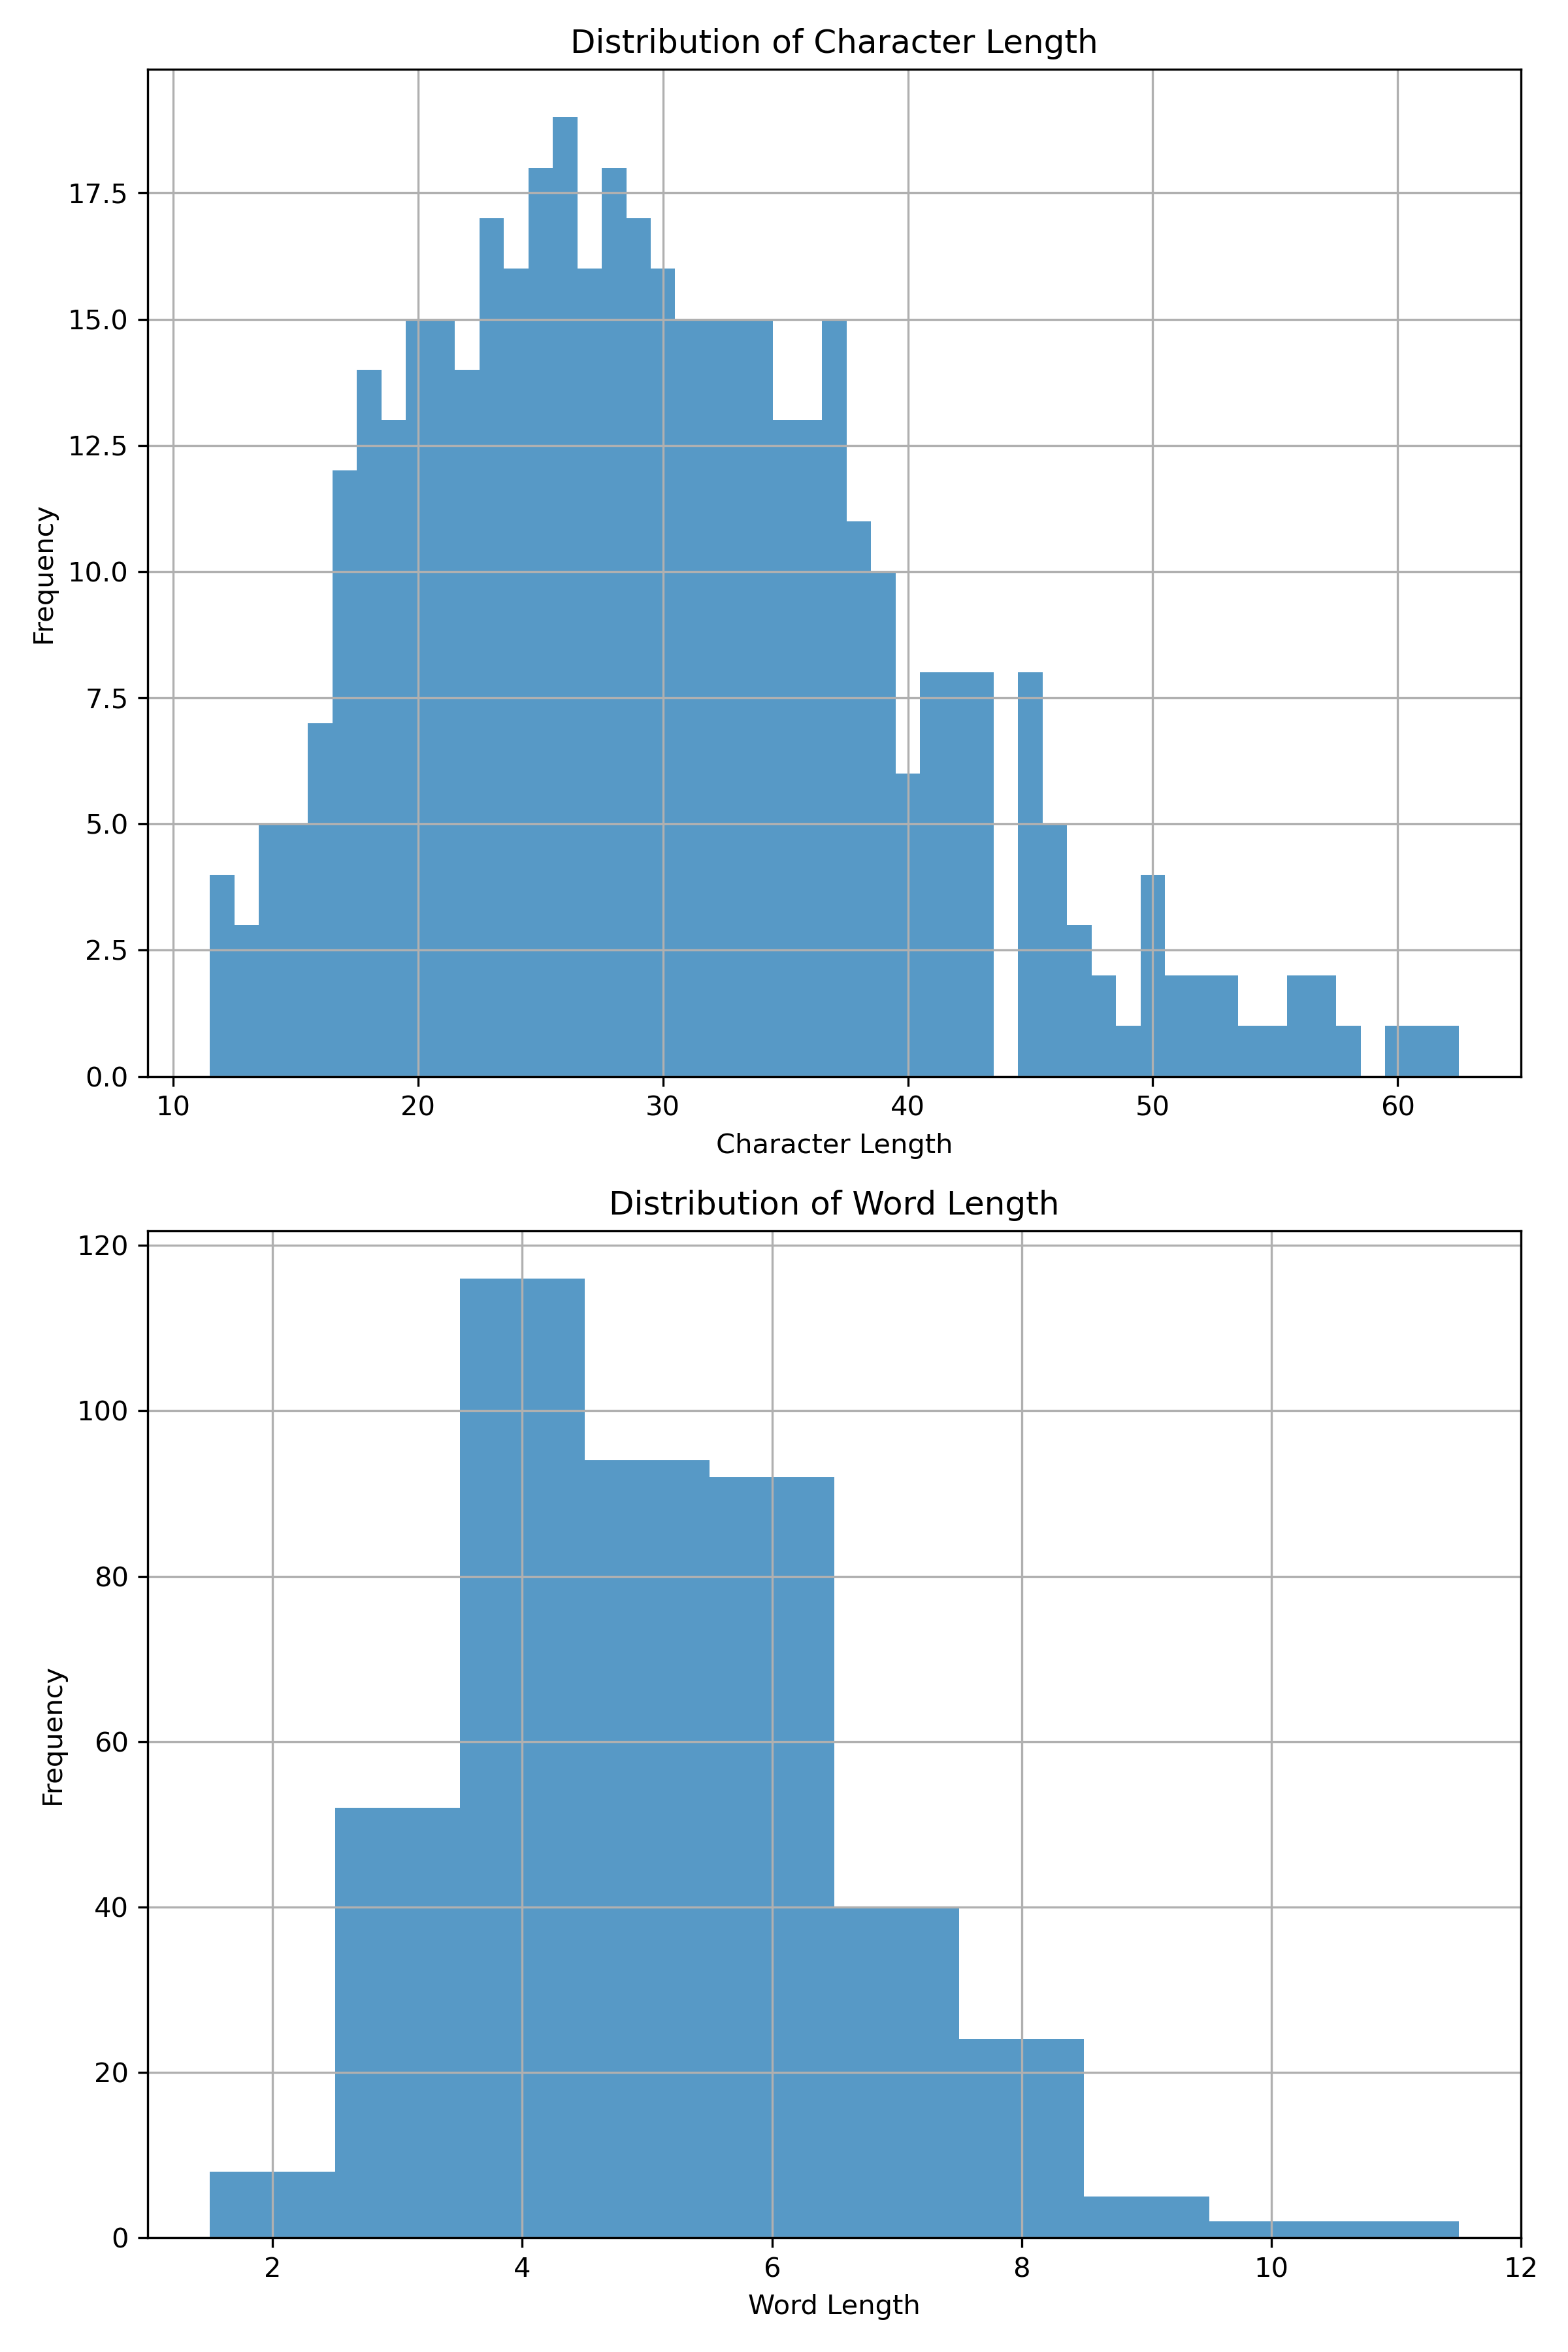 Distribution of Character Length
17.5
15.0
12.5
10.0
7.5
5.0
2.5
0.0
Frequency
10 20 30 40 50 60
Character Length
Distribution of Word Length
120
100
80
60
40
20
0
Frequency
2 4 6 8 10 12
Word Length